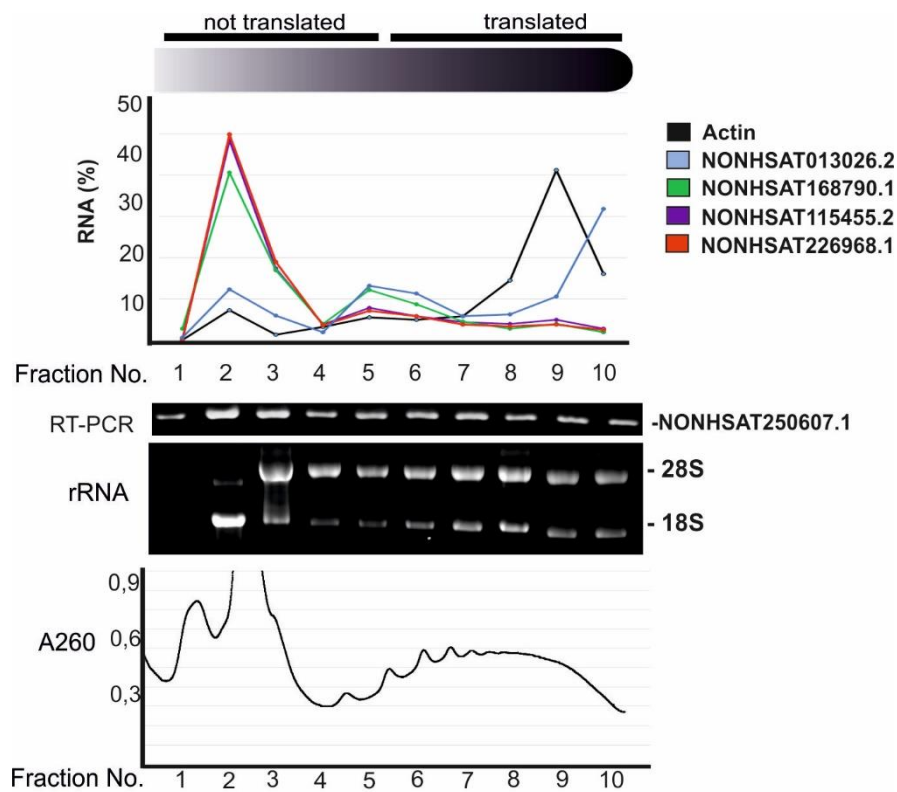 not translated translated
50
40
30
20
10
RNA (%)
Actin
NONHSAT013026.2
NONHSAT168790.1
NONHSAT115455.2
NONHSAT226968.1
Fraction No. 1 2 3 4 5 6 7 8 9 10
RT-PCR -NONHSAT250607.1
rRNA - 28S
- 18S
0,9
A260 0,6
0,3
Fraction No. 1 2 3 4 5 6 7 8 9 10